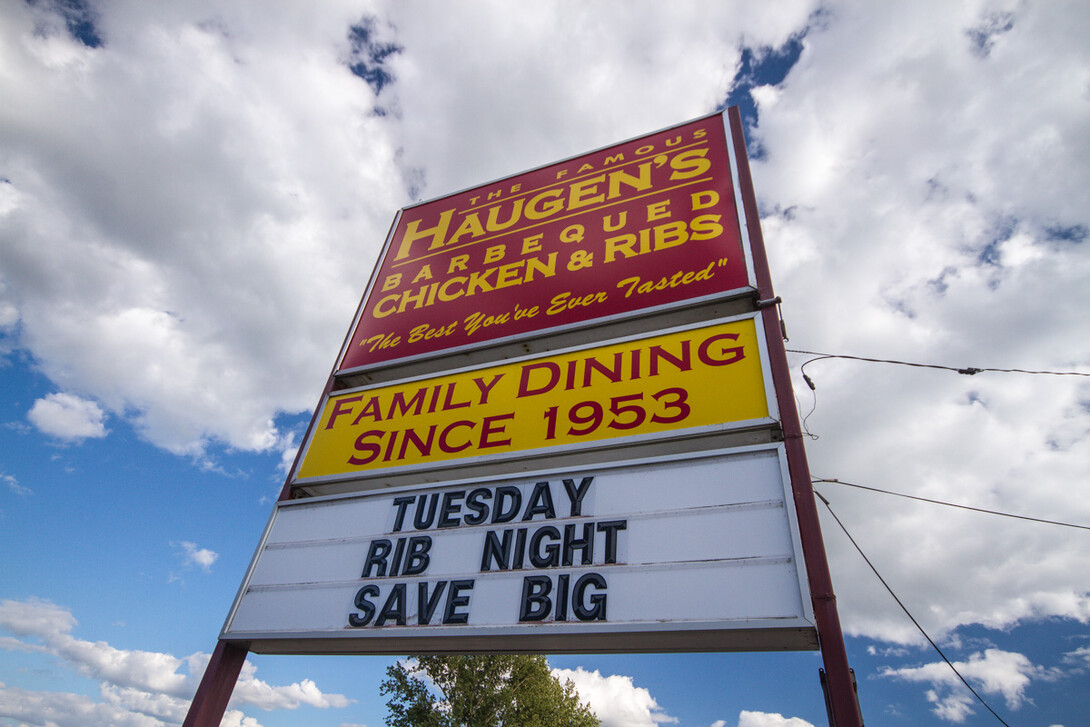 THE FAMOUS
HAUGEN'S
BARBEQUED
CHICKEN & RIBS
"The Best You've Ever Tasted"
FAMILY DINING
SINCE 1953
TUESDAY
RIB NIGHT
SAVE BIG